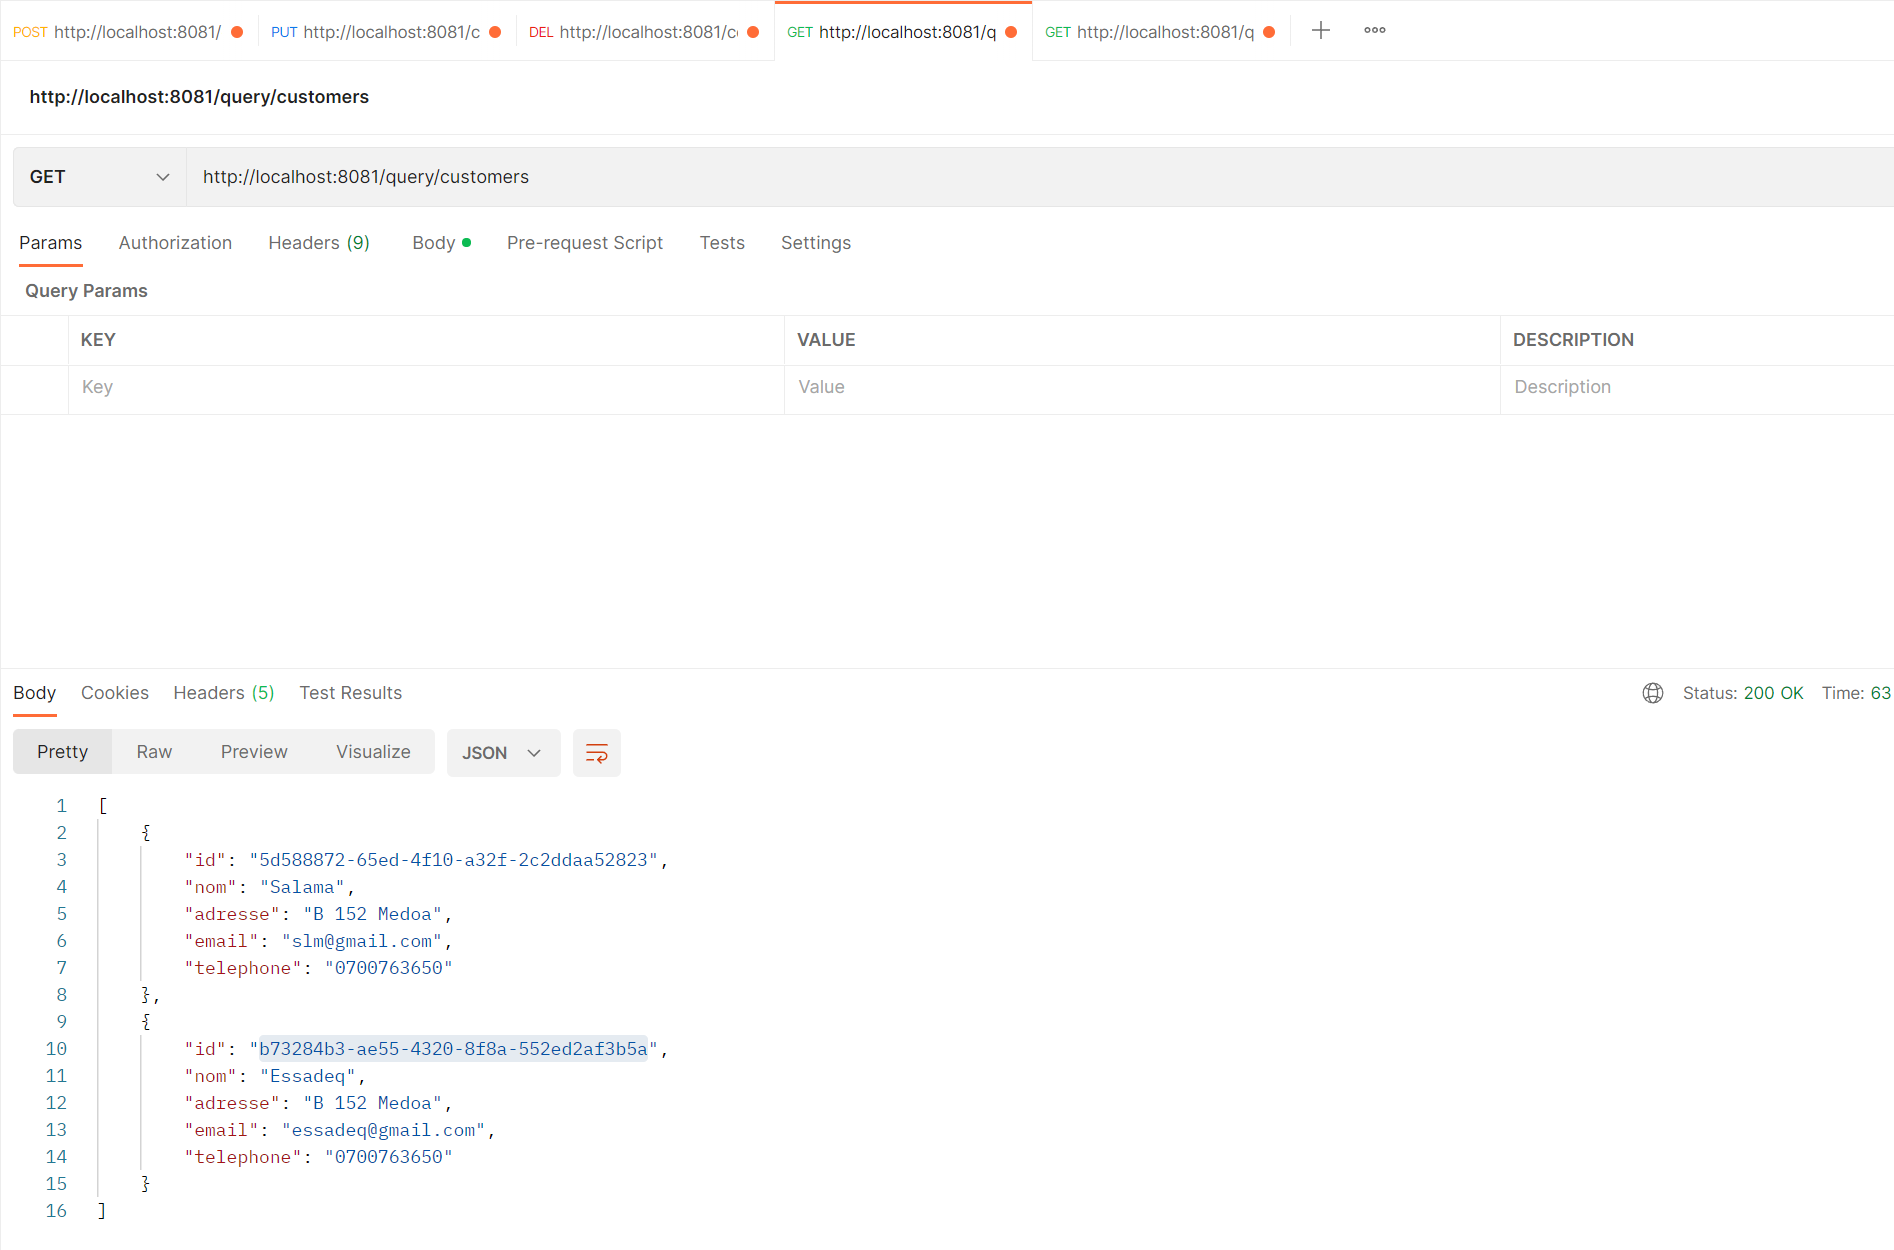 POST http://localhost:8081/ PUT http://localhost:8081/c DEL http://localhost:8081/c GET http://localhost:8081/q GET http://localhost:8081/q
http://localhost:8081/query/customers
GET http://localhost:8081/query/customers
Params Authorization Headers (9) Body Pre-request Script Tests Settings
Query Params
KEY VALUE DESCRIPTION
Key Value Description
Body Cookies Headers (5) Test Results Status: 200 OK Time: 63
Pretty Raw Preview Visualize JSON
1 [
2 {
3 "id": "5d588872-65ed-4f10-a32f-2c2ddaa52823",
4 "nom": "Salama",
5 "adresse": "B 152 Medoa",
6 "email": "slm@gmail.com",
7 "telephone": "0700763650"
8 },
9 {
10 "id": "b73284b3-ae55-4320-8f8a-552ed2af3b5a",
11 "nom": "Essadeq",
12 "adresse": "B 152 Medoa",
13 "email": "essadeq@gmail.com",
14 "telephone": "0700763650"
15 }
16 ]